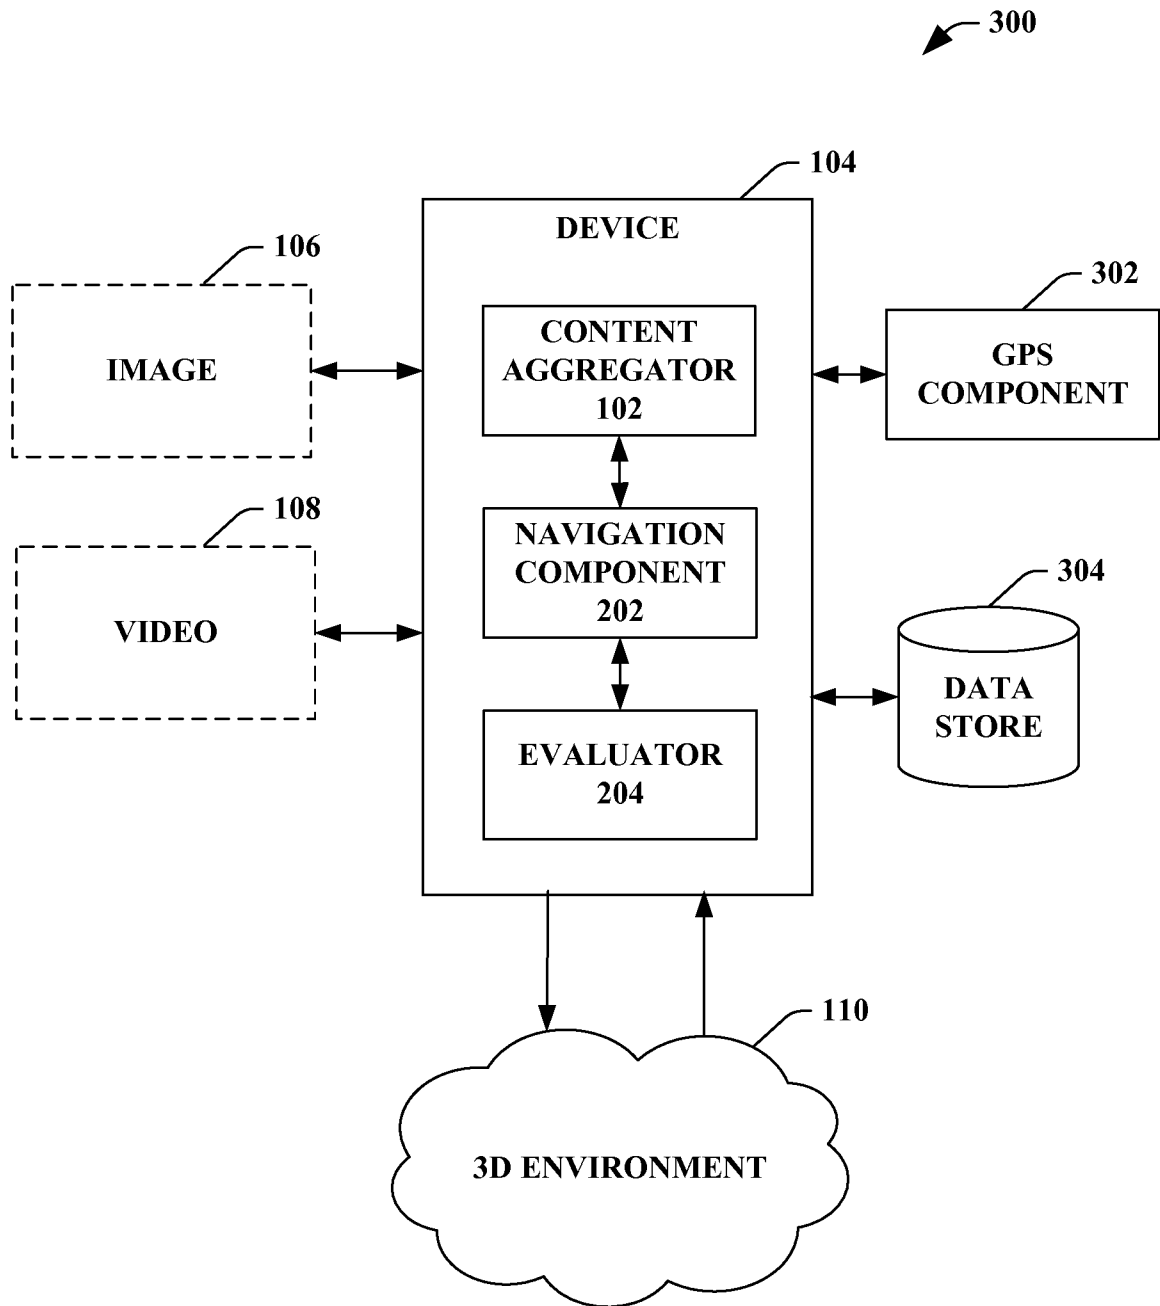 300
104
DEVICE
106
IMAGE
CONTENT
AGGREGATOR
102
302
GPS
COMPONENT
108
VIDEO
NAVIGATION
COMPONENT
202
304
DATA
STORE
EVALUATOR
204
110
3D ENVIRONMENT